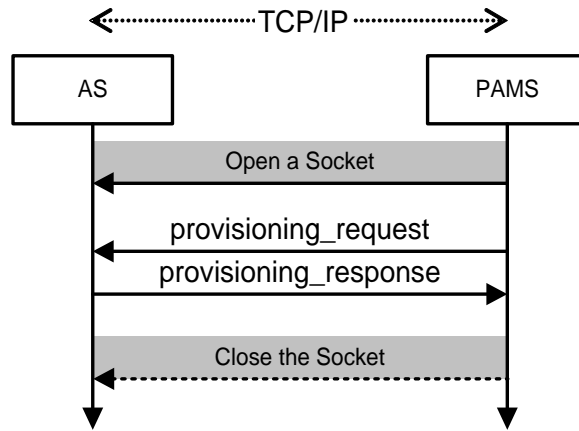 TCP/IP
AS
PAMS
Open a Socket
provisioning_request
provisioning_response
Close the Socket